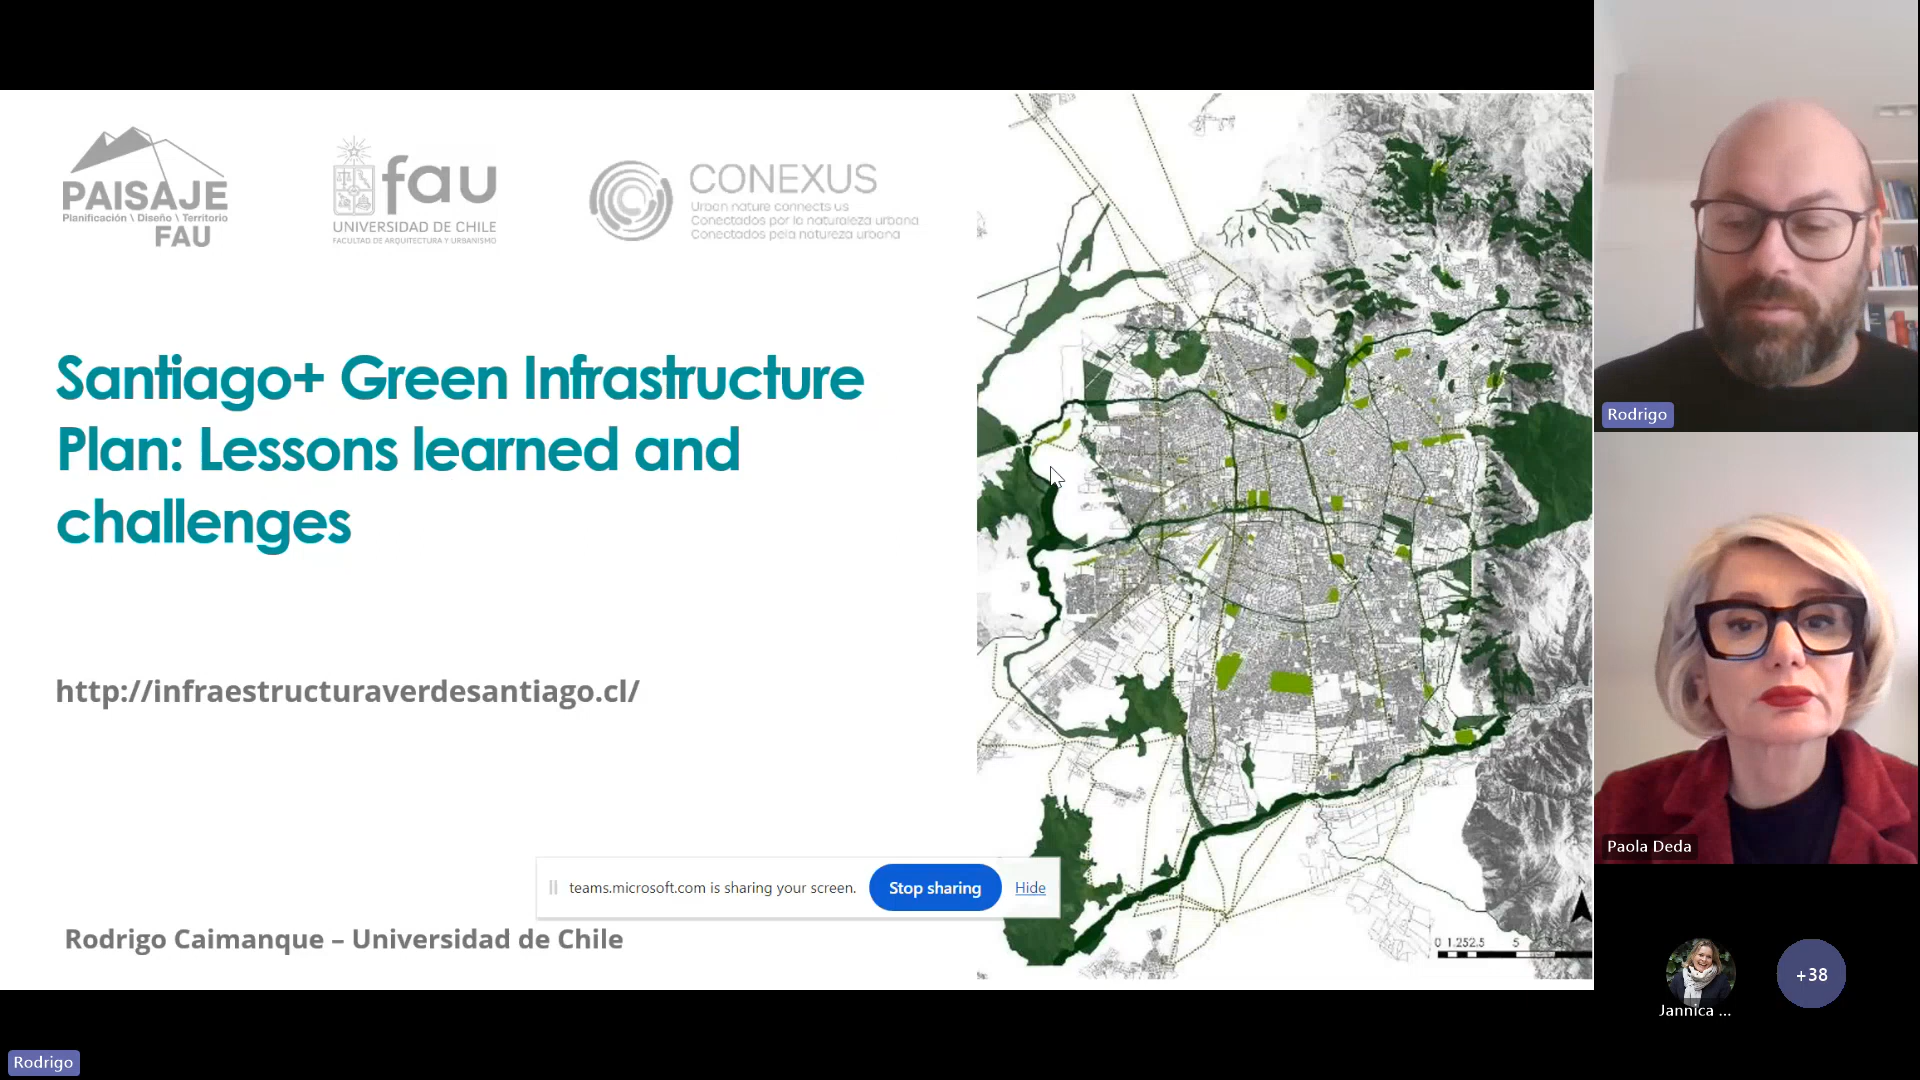 PAISAJE
Planificación \ Diseño \ Territorio
FAU
fau
UNIVERSIDAD DE CHILE
FACULTAD DE ARQUITECTURA Y URBANISMO
CONEXUS
Urban nature connects us
Conectados por la naturaleza urbana
Conectados pela natureza urbana
Santiago+ Green Infrastructure
Plan: Lessons learned and
challenges
http://infraestructuraverdesantiago.cl/
teams.microsoft.com is sharing your screen.
Stop sharing
Hide
Rodrigo Caimanque – Universidad de Chile
0 1.252.5 5
Rodrigo
Paola Deda
Jannica ...
+38
Rodrigo